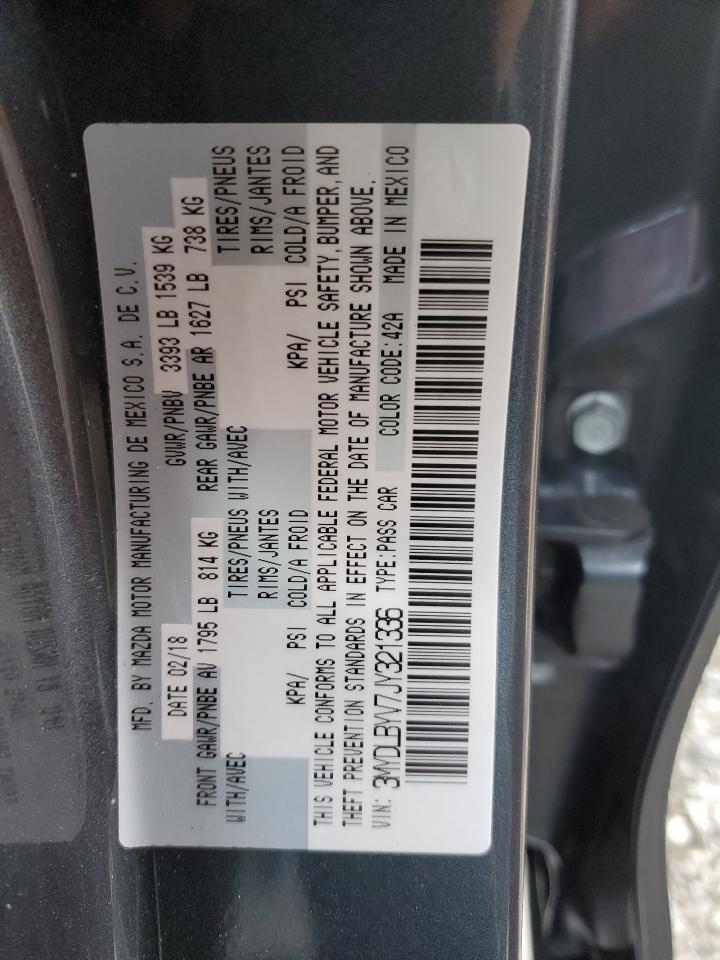 MFD. BY MAZDA MOTOR MANUFACTURING DE MEXICO S.A. DE C.V.
DATE 02/18 GVWR/PNBV 3393 LB 1539 KG
FRONT GAWR/PNBE AV 1795 LB 814 KG REAR GAWR/PNBE AR 1627 LB 738 KG
WITH/AVEC TIRES/PNEUS WITH/AVEC TIRES/PNEUS
RIMS/JANTES RIMS/JANTES
KPA/ PSI COLD/A FROID KPA/ PSI COLD/A FROID
THIS VEHICLE CONFORMS TO ALL APPLICABLE FEDERAL MOTOR VEHICLE SAFETY, BUMPER, AND
THEFT PREVENTION STANDARDS IN EFFECT ON THE DATE OF MANUFACTURE SHOWN ABOVE.
VIN: 3MYDLBYV7JY321336 TYPE:PASS CAR COLOR CODE:42A MADE IN MEXICO